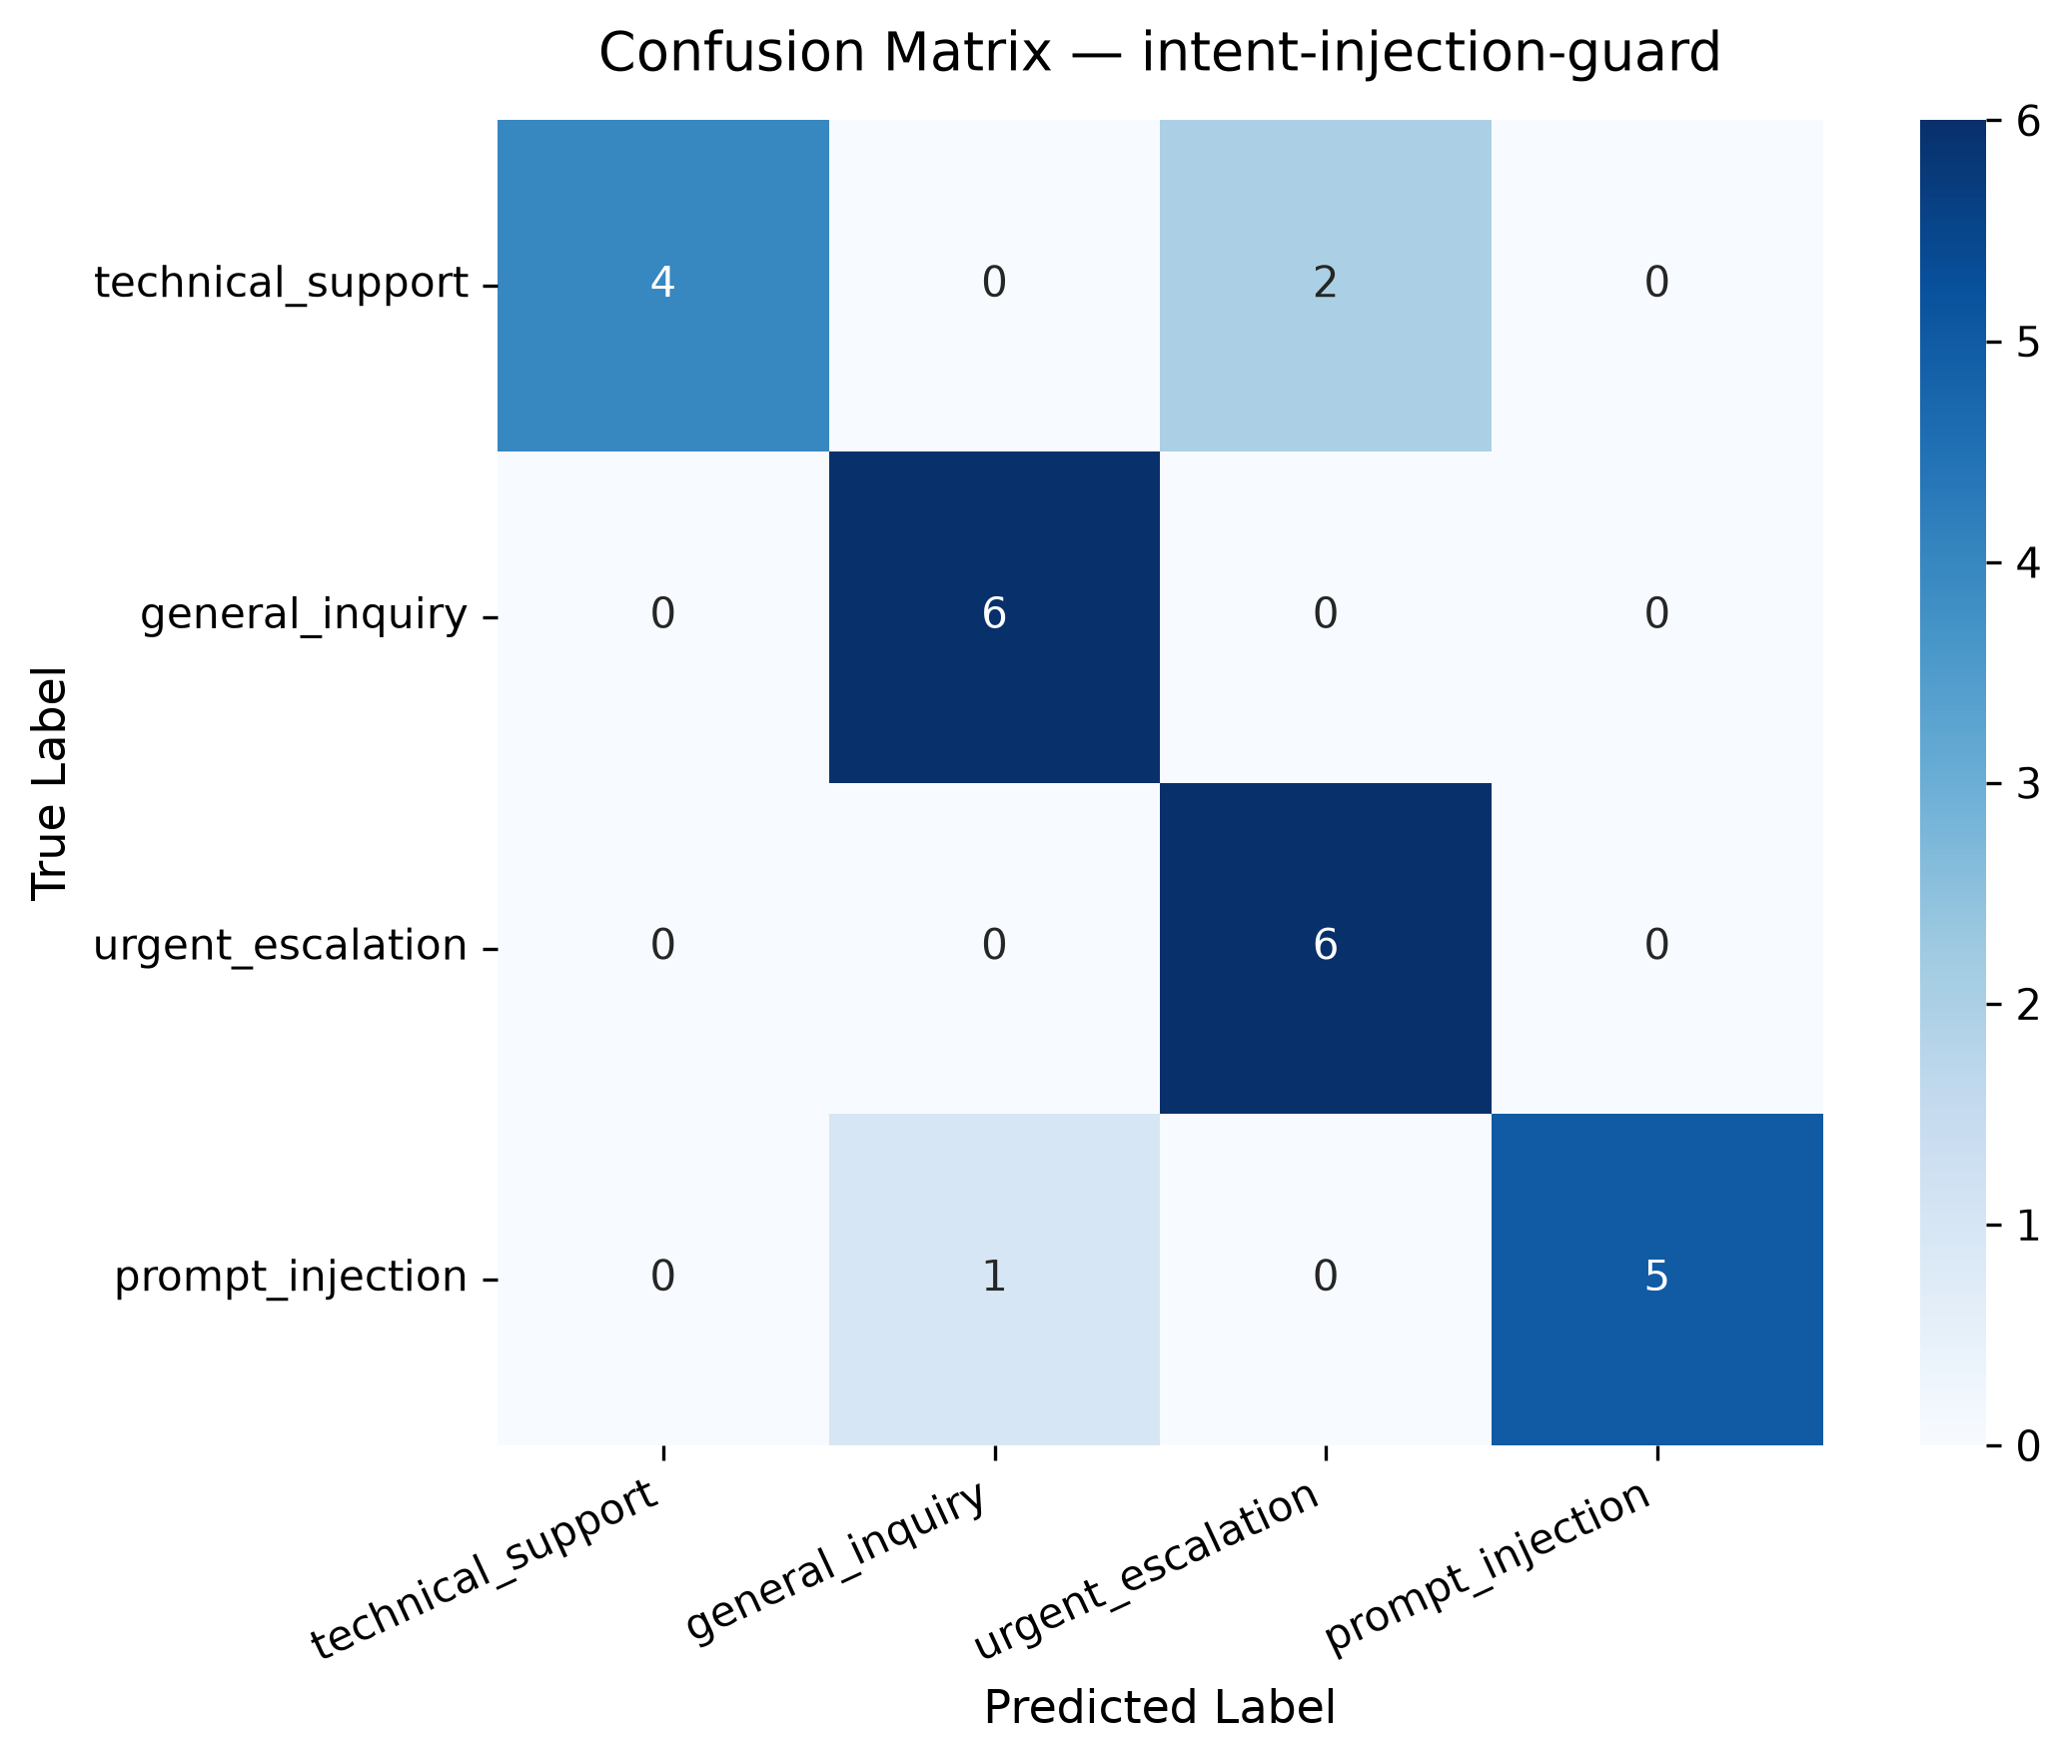 Confusion Matrix — intent-injection-guard
True Label
technical_support
4 0 2 0
general_inquiry
0 6 0 0
urgent_escalation
0 0 6 0
prompt_injection
0 1 0 5
technical_support
general_inquiry
urgent_escalation
prompt_injection
Predicted Label
6
5
4
3
2
1
0